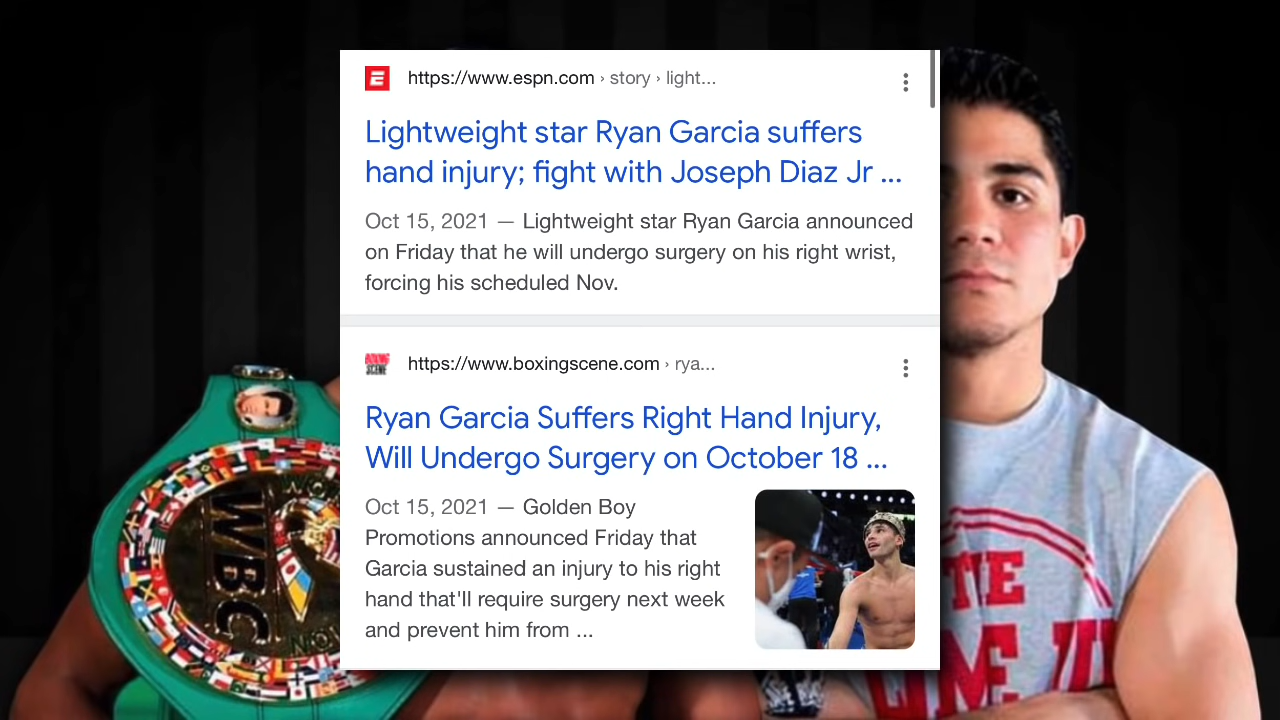 https://www.espn.com › story › light...
Lightweight star Ryan Garcia suffers
hand injury; fight with Joseph Diaz Jr ...
Oct 15, 2021 — Lightweight star Ryan Garcia announced
on Friday that he will undergo surgery on his right wrist,
forcing his scheduled Nov.
BOXING
SCENE
https://www.boxingscene.com › rya...
Ryan Garcia Suffers Right Hand Injury,
Will Undergo Surgery on October 18 ...
Oct 15, 2021 — Golden Boy
Promotions announced Friday that
Garcia sustained an injury to his right
hand that'll require surgery next week
and prevent him from ...
WBC